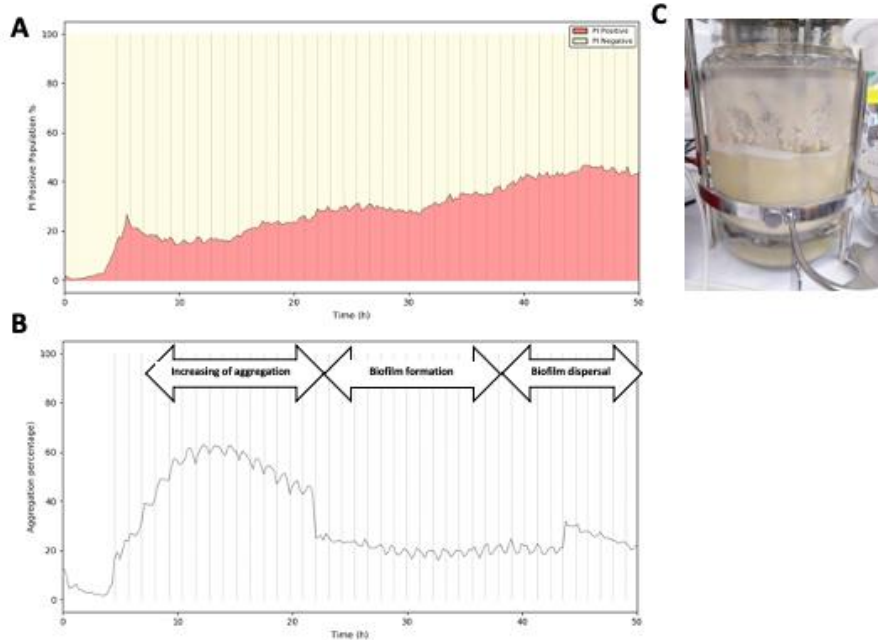 A
C
100
80
60
40
20
0
PI Positive Population %
PI Positive
PI Negative
0 10 20 30 40 50
Time (h)
B
100
80
60
40
20
0
Aggregation percentage)
Increasing of aggregation
Biofilm formation
Biofilm dispersal
0 10 20 30 40 50
Time (h)